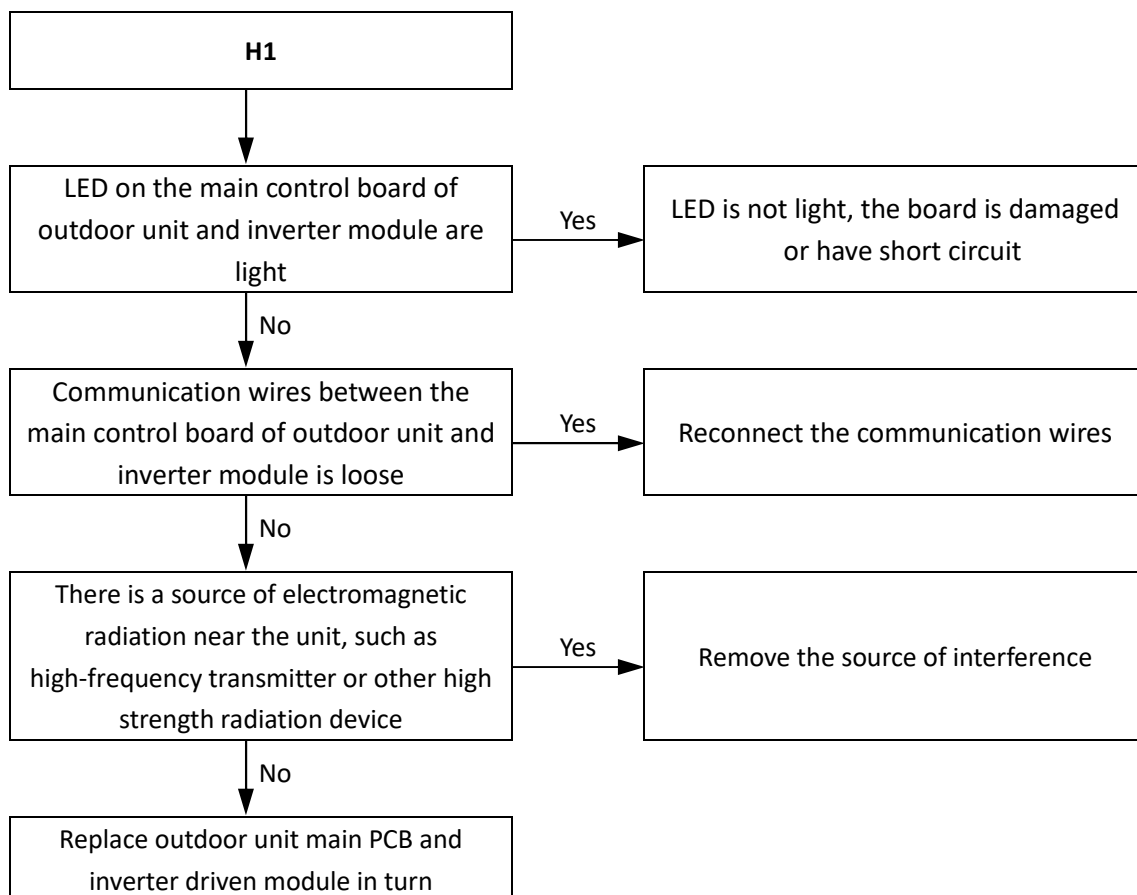 H1
LED on the main control board of
outdoor unit and inverter module are
light
Yes
LED is not light, the board is damaged
or have short circuit
No
Communication wires between the
main control board of outdoor unit and
inverter module is loose
Yes
Reconnect the communication wires
No
There is a source of electromagnetic
radiation near the unit, such as
high-frequency transmitter or other high
strength radiation device
Yes
Remove the source of interference
No
Replace outdoor unit main PCB and
inverter driven module in turn